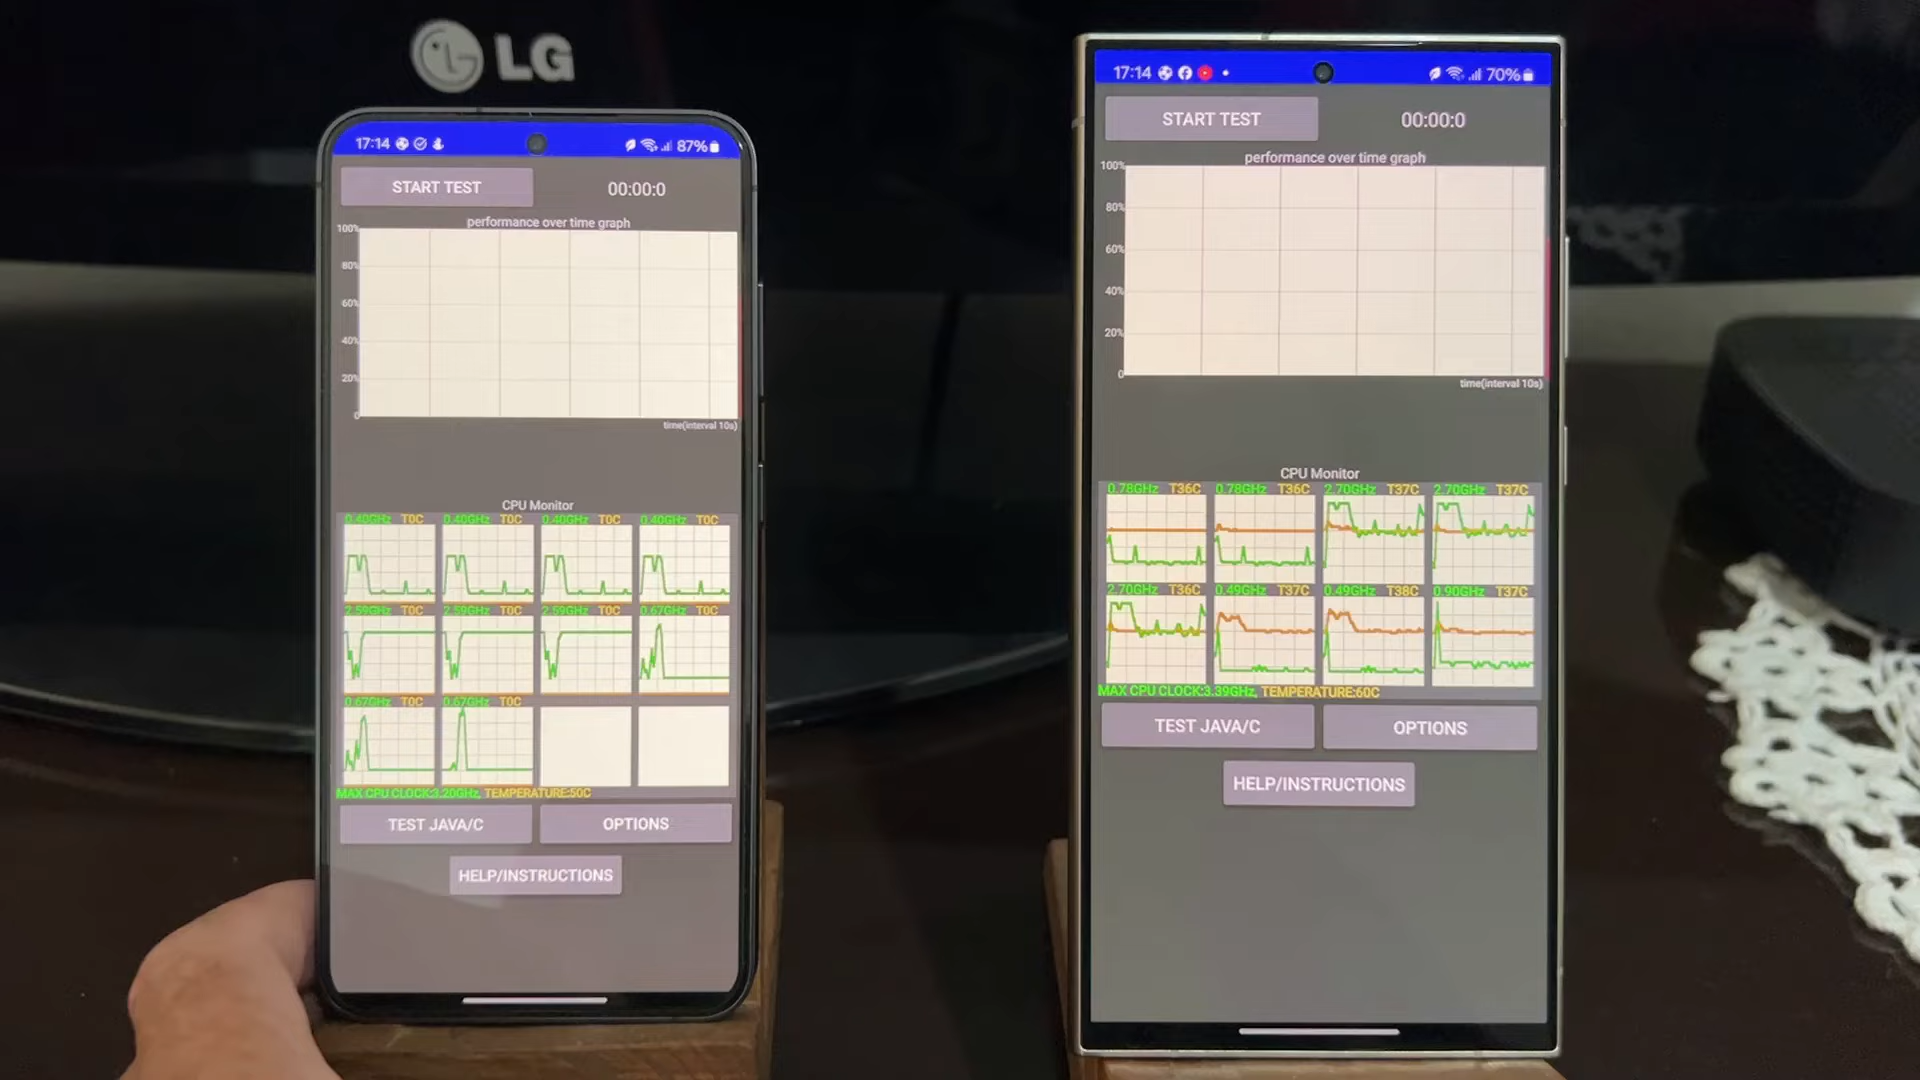 LG
17:14 87%
START TEST 00:00:0
performance over time graph
100%
80%
60%
40%
20%
0
time(interval 10s)
CPU Monitor
0.40GHz T0C 0.40GHz T0C 0.40GHz T0C 0.40GHz T0C
2.59GHz T0C 2.59GHz T0C 2.59GHz T0C 0.67GHz T0C
0.67GHz T0C 0.67GHz T0C
MAX CPU CLOCK:3.20GHz, TEMPERATURE:50C
TEST JAVA/C OPTIONS
HELP/INSTRUCTIONS
17:14 70%
START TEST 00:00:0
performance over time graph
100%
80%
60%
40%
20%
0
time(interval 10s)
CPU Monitor
0.78GHz T36C 0.78GHz T36C 2.70GHz T37C 2.70GHz T37C
2.70GHz T36C 0.49GHz T37C 0.49GHz T38C 0.90GHz T37C
MAX CPU CLOCK:3.39GHz, TEMPERATURE:60C
TEST JAVA/C OPTIONS
HELP/INSTRUCTIONS